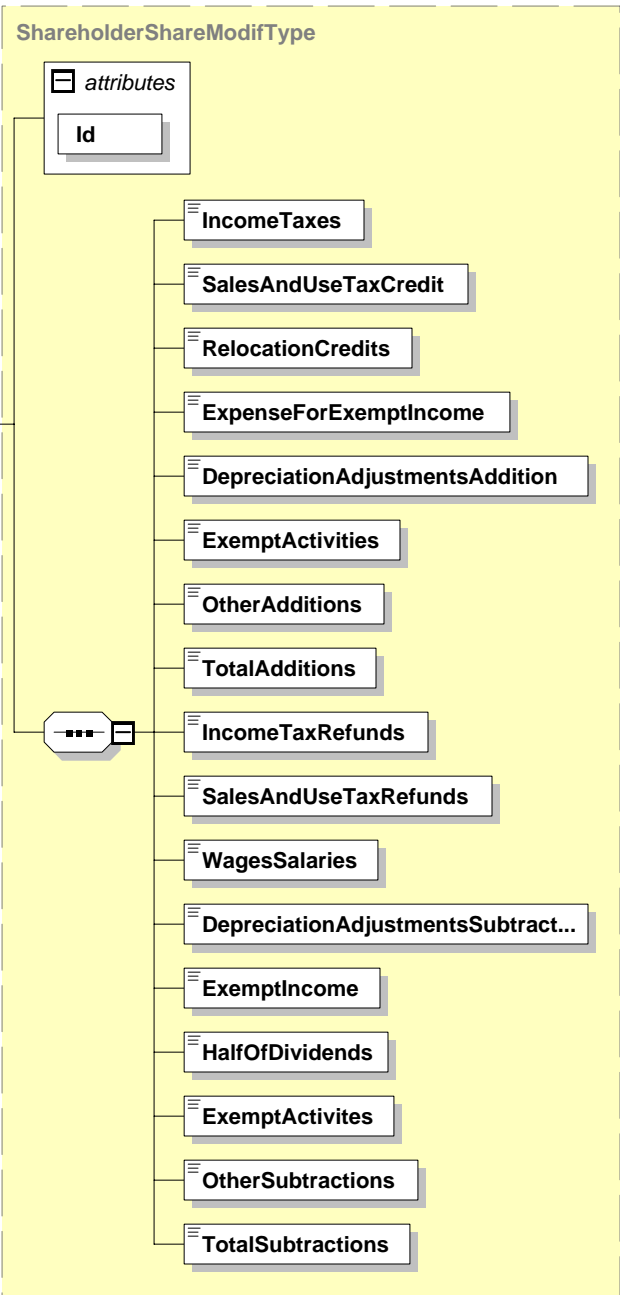 ShareholderShareModifType
attributes
Id
IncomeTaxes
SalesAndUseTaxCredit
RelocationCredits
ExpenseForExemptIncome
DepreciationAdjustmentsAddition
ExemptActivities
OtherAdditions
TotalAdditions
IncomeTaxRefunds
SalesAndUseTaxRefunds
WagesSalaries
DepreciationAdjustmentsSubtract...
ExemptIncome
HalfOfDividends
ExemptActivites
OtherSubtractions
TotalSubtractions